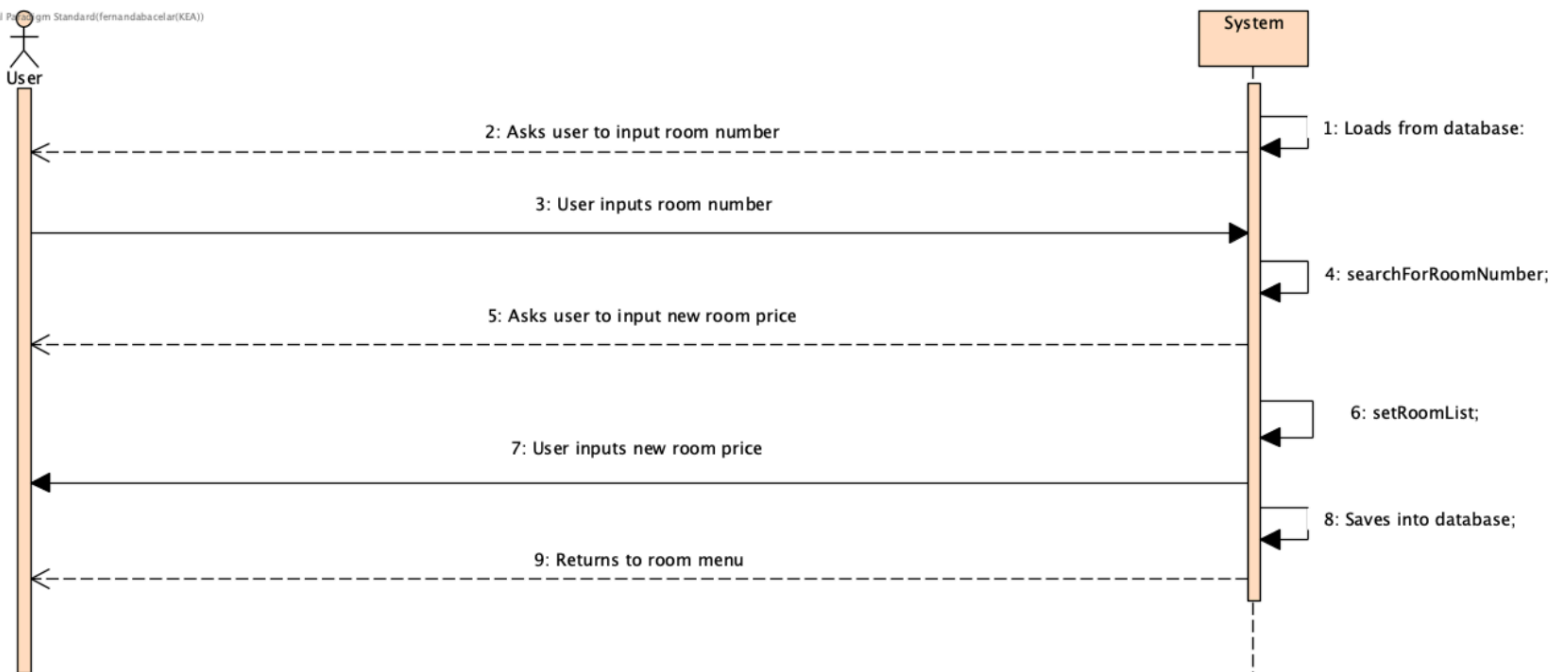 l Paradigm Standard(fernandabacelar(KEA))
System
User
1: Loads from database:
2: Asks user to input room number
3: User inputs room number
4: searchForRoomNumber;
5: Asks user to input new room price
6: setRoomList;
7: User inputs new room price
8: Saves into database;
9: Returns to room menu